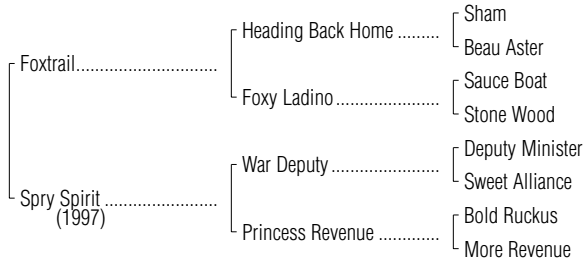 Sham
Heading Back Home .........
Beau Aster
Foxtrail..............................
Sauce Boat
Foxy Ladino......................
Stone Wood
Deputy Minister
War Deputy .......................
Sweet Alliance
Spry Spirit ........................
(1997)
Bold Ruckus
Princess Revenue .............
More Revenue